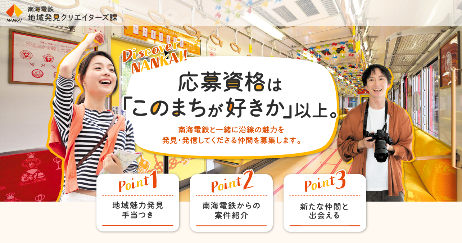 NANKAI
南海電鉄
地域発見クリエイターズ課
Discover
NANKAI
応募資格は
「このまちが好きか」以上。
南海電鉄と一緒に沿線の魅力を
発見・発信してくださる仲間を募集します。
Point1
地域魅力発見
手当つき
Point2
南海電鉄からの
案件紹介
Point3
新たな仲間と
出会える